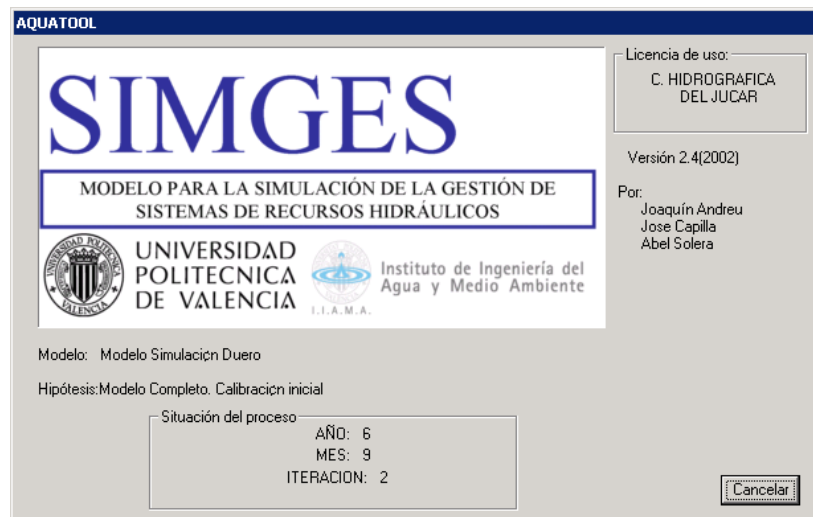 AQUATOOL
SIMGES
MODELO PARA LA SIMULACIÓN DE LA GESTIÓN DE
SISTEMAS DE RECURSOS HIDRÁULICOS
UNIVERSIDAD
POLITECNICA
DE VALENCIA
I.I.A.M.A.
Instituto de Ingeniería del
Agua y Medio Ambiente
Licencia de uso:
C. HIDROGRAFICA
DEL JUCAR
Versión 2.4(2002)
Por:
Joaquín Andreu
Jose Capilla
Abel Solera
Modelo: Modelo Simulaci¢n Duero
Hipótesis:Modelo Completo. Calibraci¢n inicial
Situación del proceso
AÑO: 6
MES: 9
ITERACION: 2
Cancelar